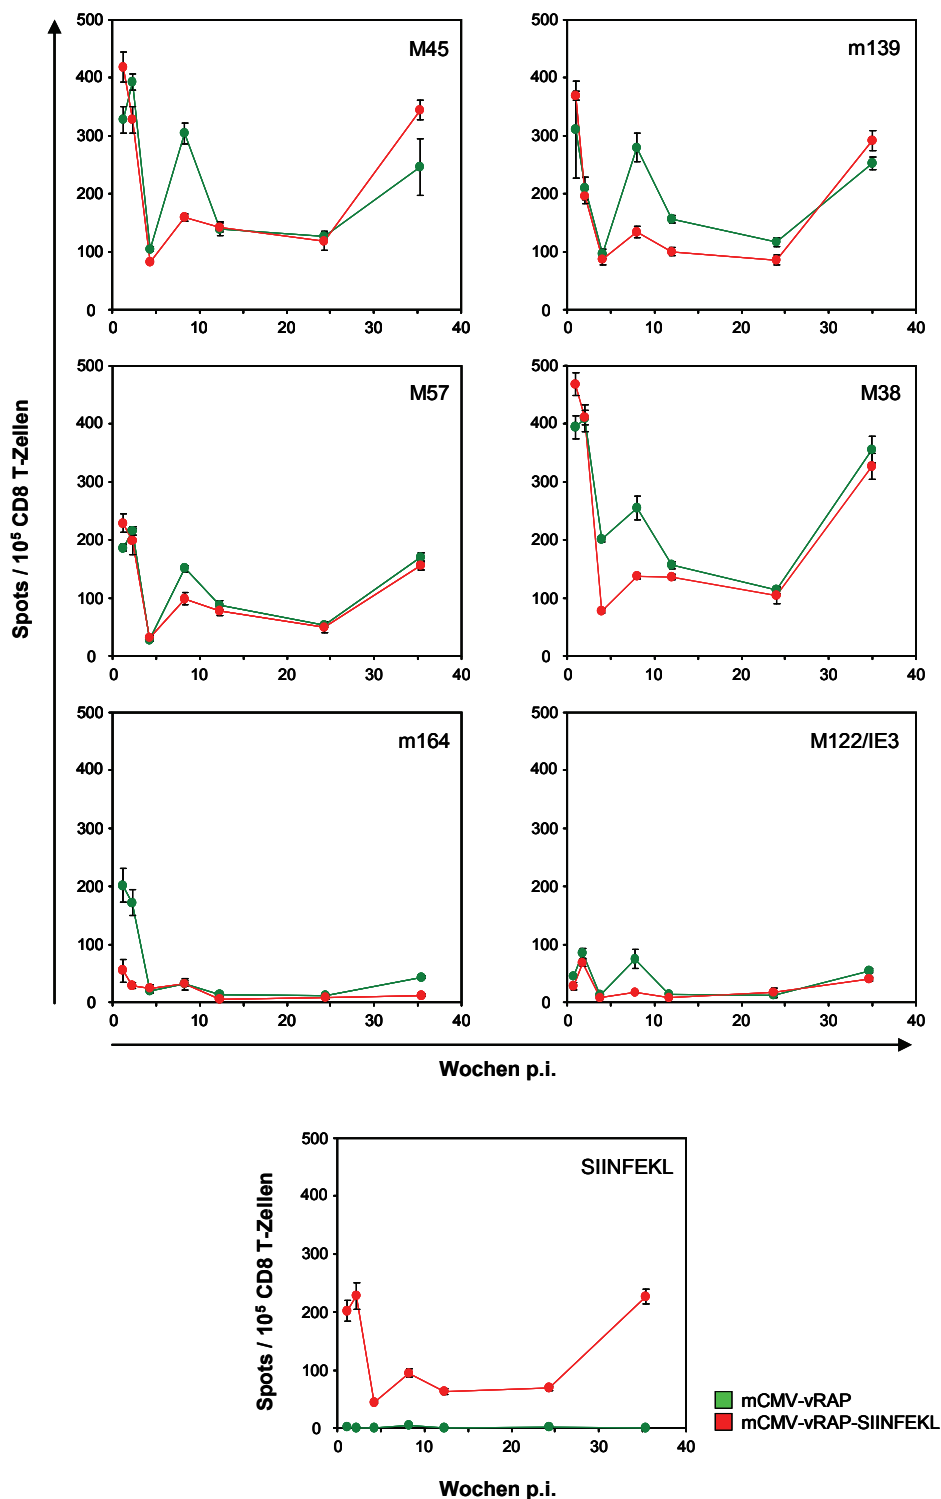 500
400
300
200
100
0
0 10 20 30 40
M45
500
400
300
200
100
0
0 10 20 30 40
m139
500
400
300
200
100
0
0 10 20 30 40
M57
500
400
300
200
100
0
0 10 20 30 40
M38
Spots / 10⁵ CD8 T-Zellen
500
400
300
200
100
0
0 10 20 30 40
m164
500
400
300
200
100
0
0 10 20 30 40
M122/IE3
Wochen p.i.
500
400
300
200
100
0
0 10 20 30 40
SIINFEKL
Spots / 10⁵ CD8 T-Zellen
Wochen p.i.
mCMV-vRAP
mCMV-vRAP-SIINFEKL